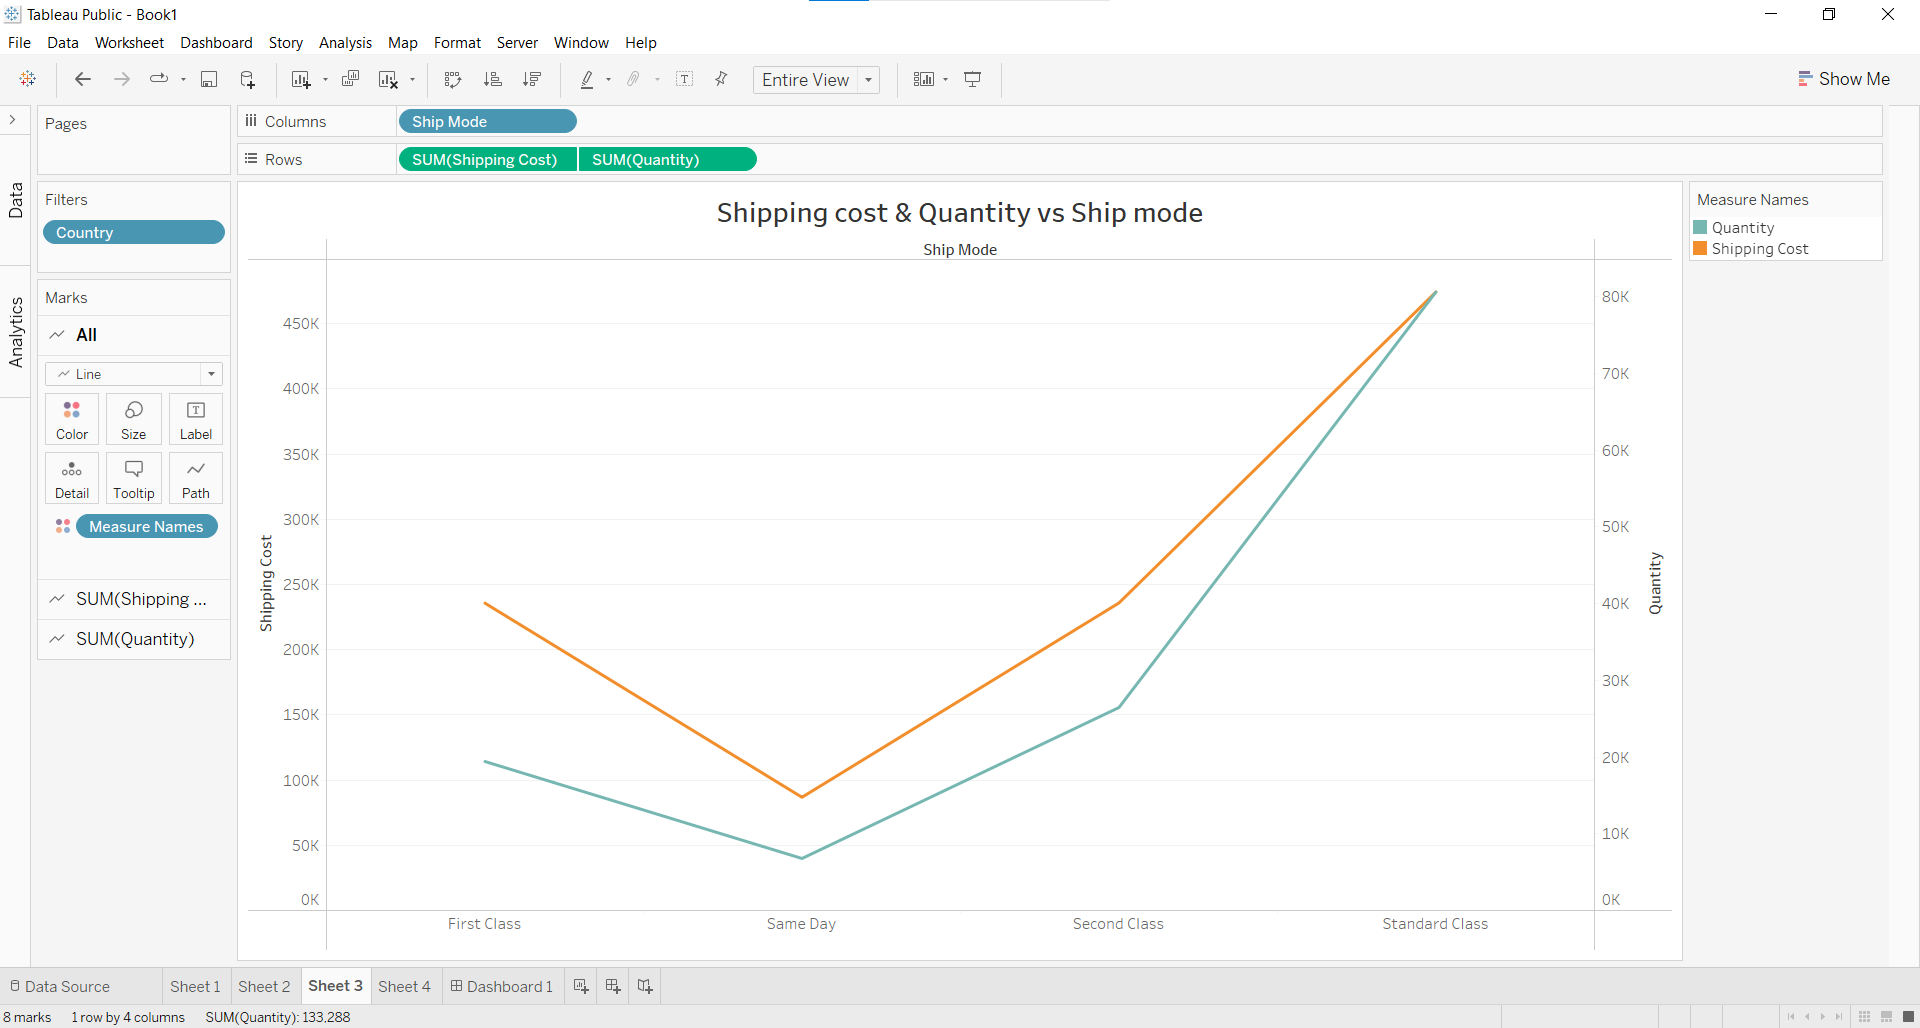 Tableau Public - Book1
File Data Worksheet Dashboard Story Analysis Map Format Server Window Help
Entire View
Show Me
Pages
Columns
Ship Mode
Rows
SUM(Shipping Cost)
SUM(Quantity)
Data
Analytics
Filters
Country
Marks
All
Line
Color
Size
Label
Detail
Tooltip
Path
Measure Names
SUM(Shipping ...
SUM(Quantity)
Shipping cost & Quantity vs Ship mode
Ship Mode
Shipping Cost
450K
400K
350K
300K
250K
200K
150K
100K
50K
0K
Quantity
80K
70K
60K
50K
40K
30K
20K
10K
0K
First Class
Same Day
Second Class
Standard Class
Measure Names
Quantity
Shipping Cost
Data Source
Sheet 1
Sheet 2
Sheet 3
Sheet 4
Dashboard 1
8 marks
1 row by 4 columns
SUM(Quantity): 133,288